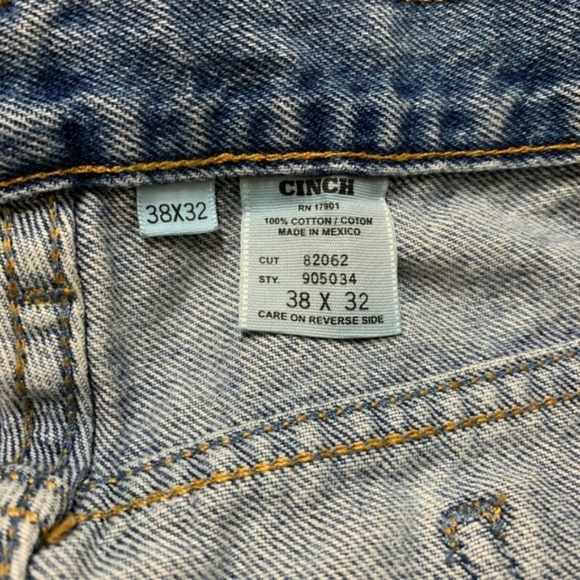 38X32
CINCH
RN 17901
100% COTTON / COTON
MADE IN MEXICO
CUT 82062
STY. 905034
38 X 32
CARE ON REVERSE SIDE